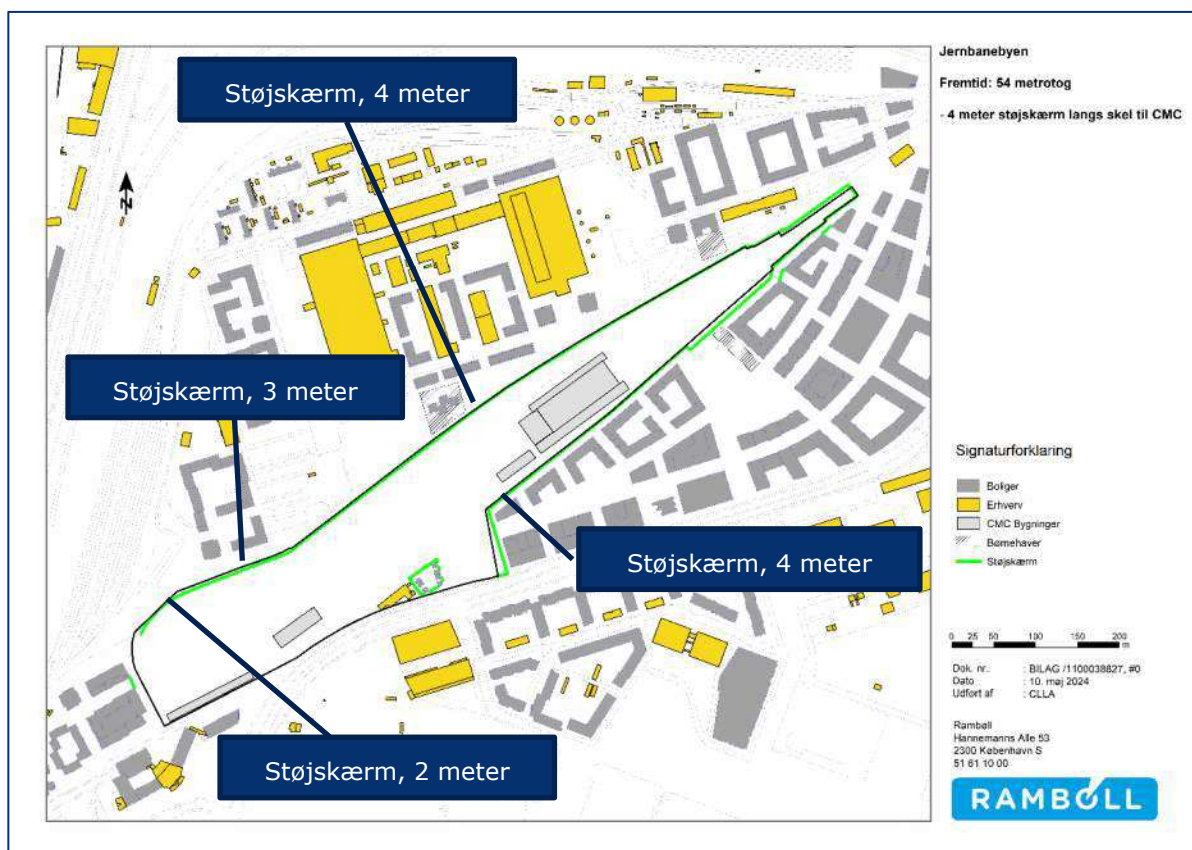 Jernbanebyen
Fremtid: 54 metrotog
- 4 meter støjskærm langs skel til CMC
Støjskærm, 4 meter
Støjskærm, 3 meter
Støjskærm, 4 meter
Støjskærm, 2 meter
N
Signaturforklaring
Boliger
Erhverv
CMC Bygninger
Børnehaver
Støjskærm
0 25 50 100 150 200
m
Dok. nr. : BILAG /1100038827, #0
Dato : 10. maj 2024
Udført af : CLLA
Rambøll
Hannemanns Alle 53
2300 København S
51 61 10 00
RAMBOLL